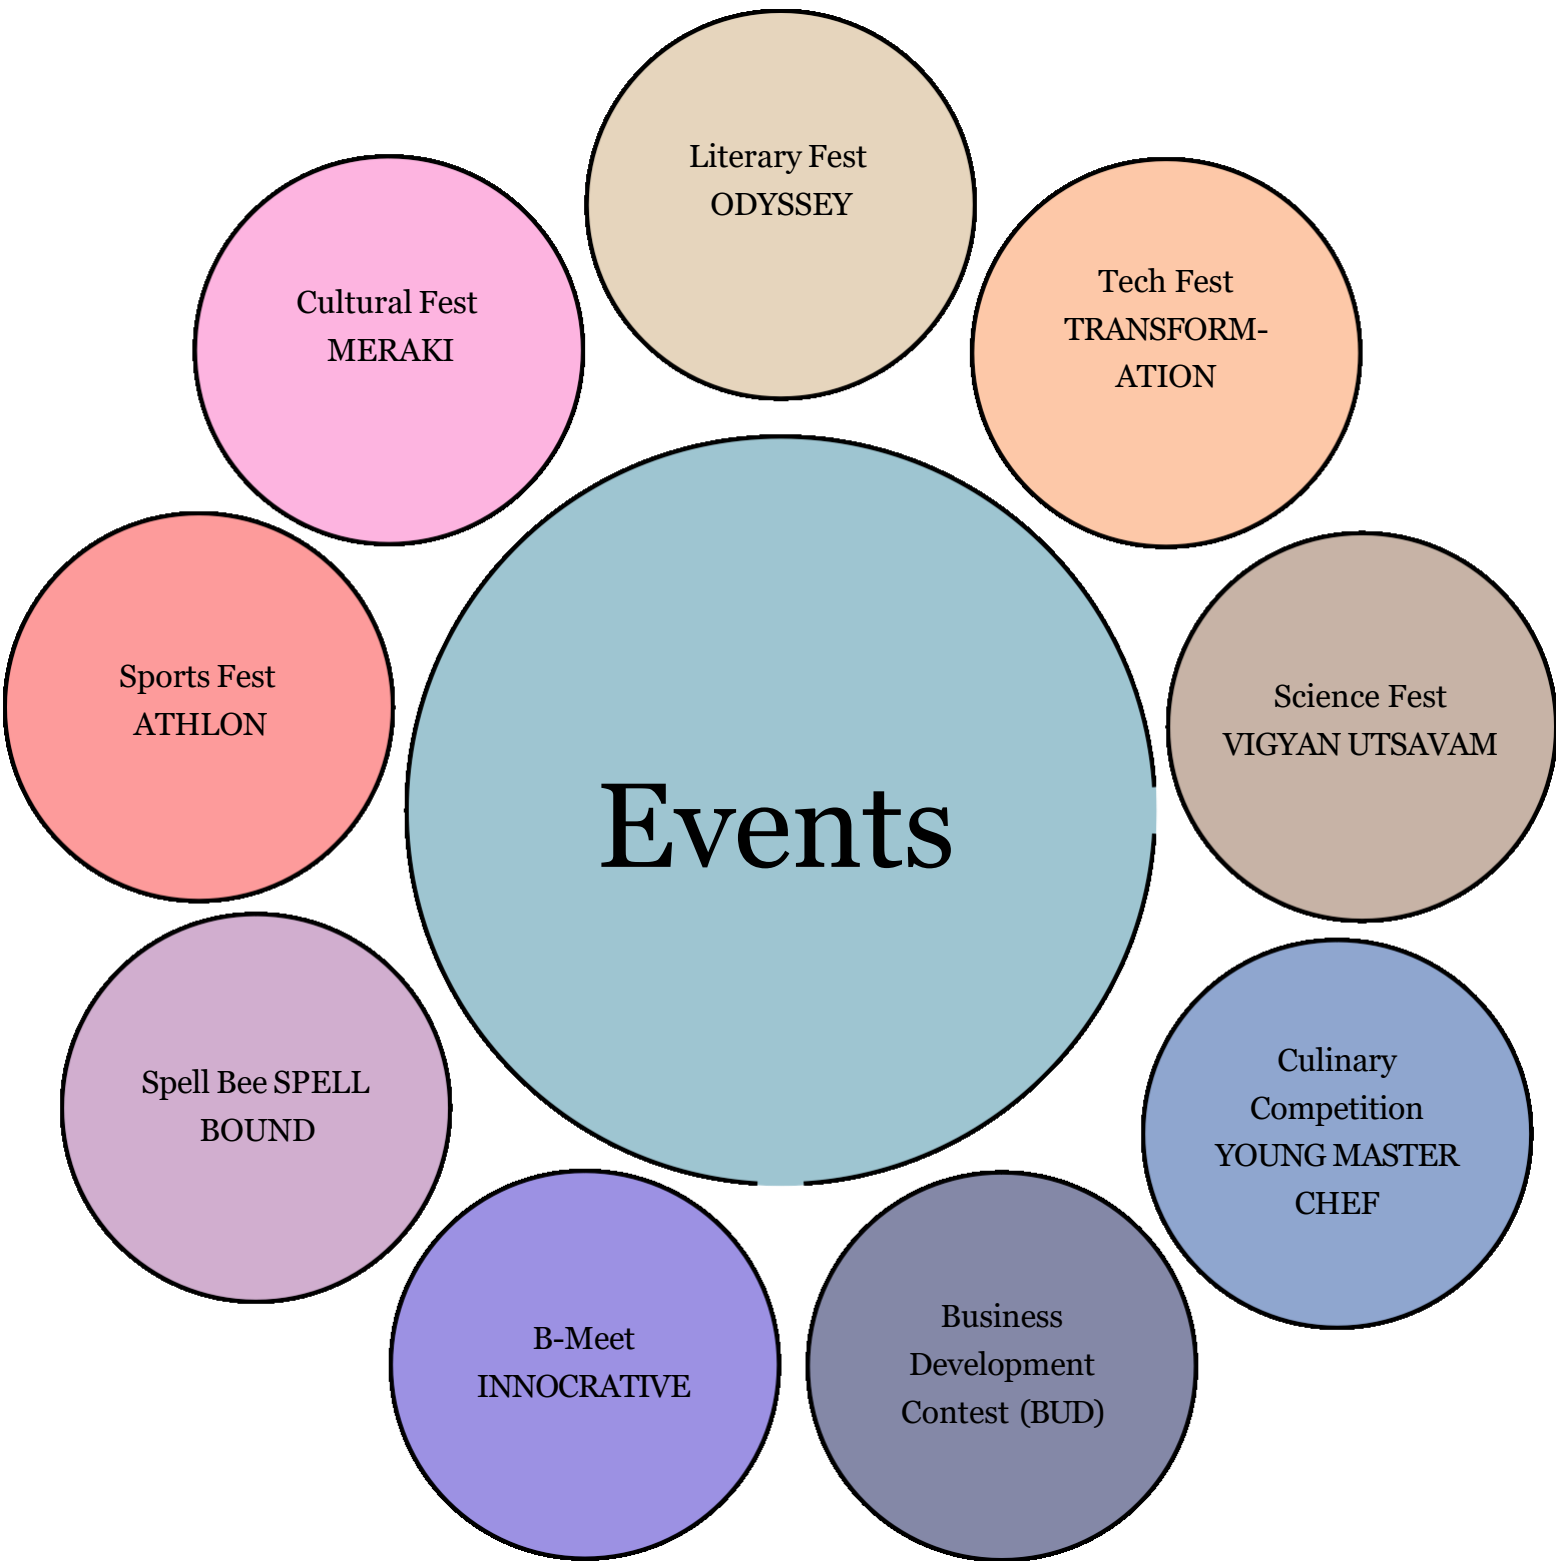 Literary Fest
ODYSSEY
Tech Fest
TRANSFORM-
ATION
Cultural Fest
MERAKI
Sports Fest
ATHLON
Science Fest
VIGYAN UTSAVAM
Events
Spell Bee SPELL
BOUND
Culinary
Competition
YOUNG MASTER
CHEF
B-Meet
INNOCRATIVE
Business
Development
Contest (BUD)